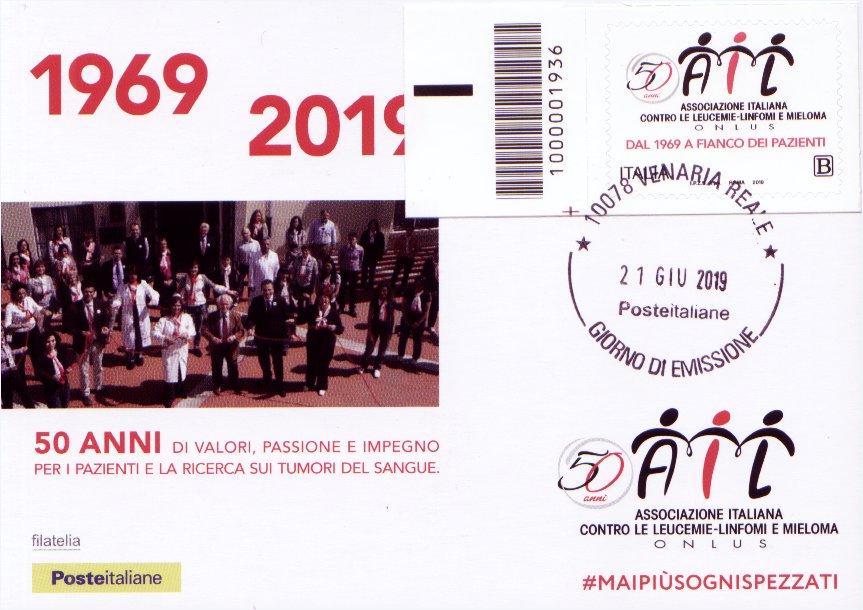 1969
2019
10000001936
50 anni
AIL
ASSOCIAZIONE ITALIANA
CONTRO LE LEUCEMIE-LINFOMI E MIELOMA
ONLUS
DAL 1969 A FIANCO DEI PAZIENTI
ITALIA B
ROMA 2019
10078 VENARIA REALE
21 GIU 2019
Posteitaliane
GIORNO DI EMISSIONE
50 ANNI DI VALORI, PASSIONE E IMPEGNO
PER I PAZIENTI E LA RICERCA SUI TUMORI DEL SANGUE.
50 anni
AIL
ASSOCIAZIONE ITALIANA
CONTRO LE LEUCEMIE-LINFOMI E MIELOMA
ONLUS
filatelia
Posteitaliane
#MAIPIÙSOGNISPEZZATI